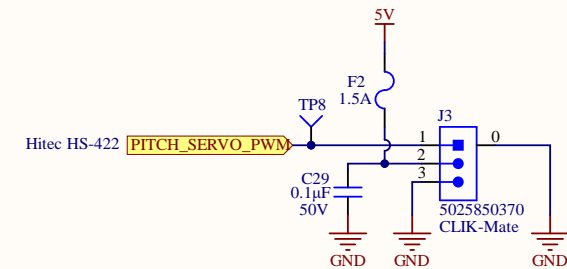 5V
F2
1.5A
TP8
J3
Hitec HS-422
PITCH_SERVO_PWM
1
0
2
3
C29
0.1µF
50V
5025850370
CLIK-Mate
GND
GND
GND